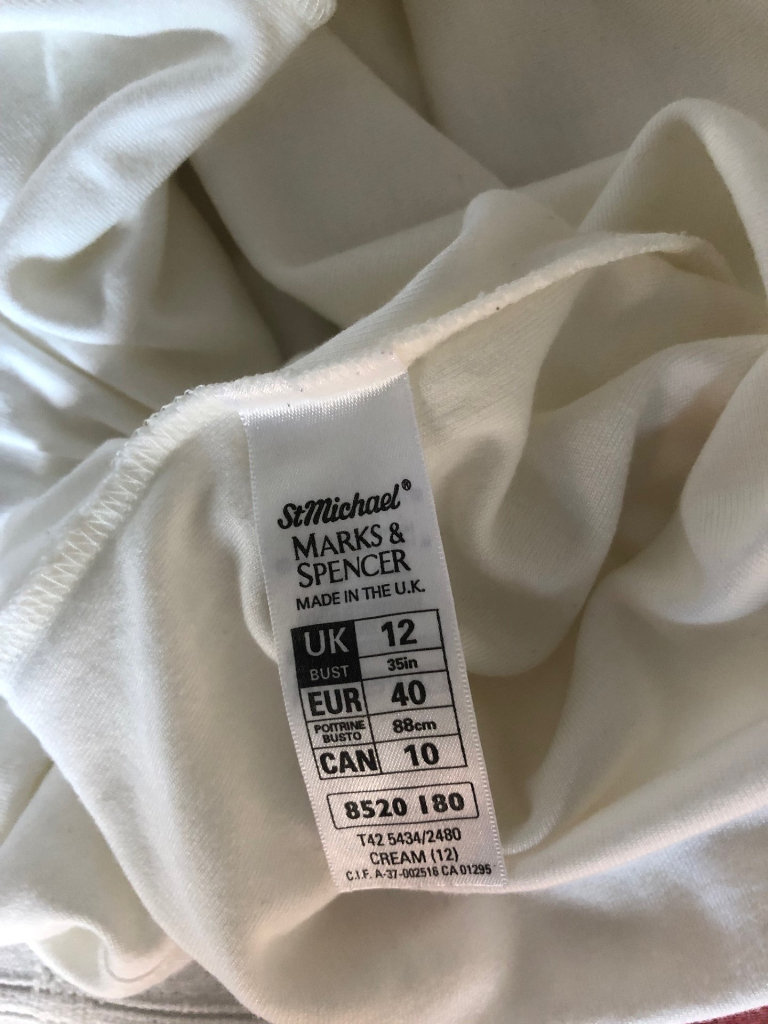 StMichael®
MARKS &
SPENCER
MADE IN THE U.K.
UK 12
BUST 35in
EUR 40
POITRINE
BUSTO 88cm
CAN 10
8520 180
T42 5434/2480
CREAM (12)
C.I.F. A-37-002516 CA 01295